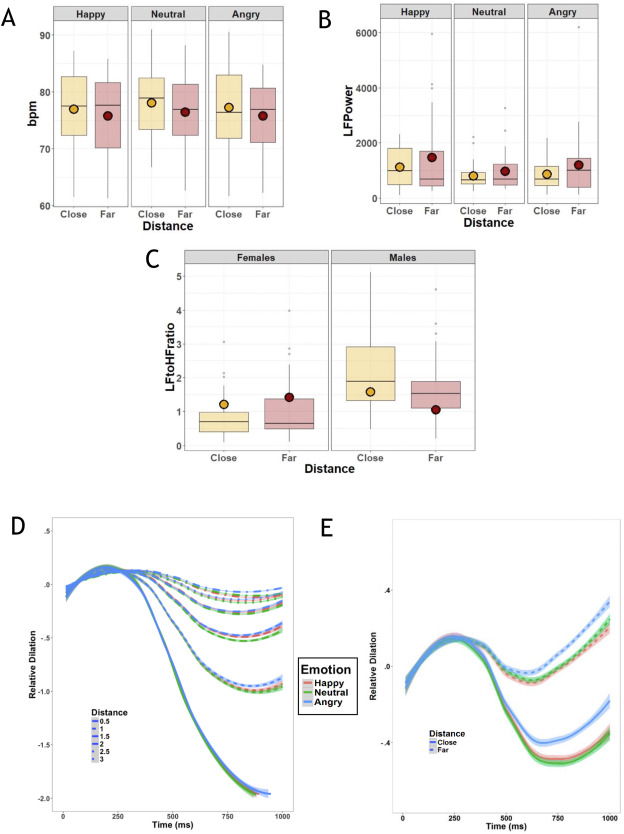 A
Happy Neutral Angry
90
80
70
60
bpm
Close Far Close Far Close Far
Distance
B
Happy Neutral Angry
6000
4000
2000
0
LFPower
Close Far Close Far Close Far
Distance
C
Females Males
5
4
3
2
1
0
LFtoHFratio
Close Far Close Far
Distance
D
.5
.0
-.5
-1.0
-1.5
-2.0
Relative Dilation
Distance
0.5
1
1.5
2
2.5
3
0 250 500 750 1000
Time (ms)
Emotion
Happy
Neutral
Angry
E
.4
.0
-.4
Relative Dilation
Distance
Close
Far
0 250 500 750 1000
Time (ms)